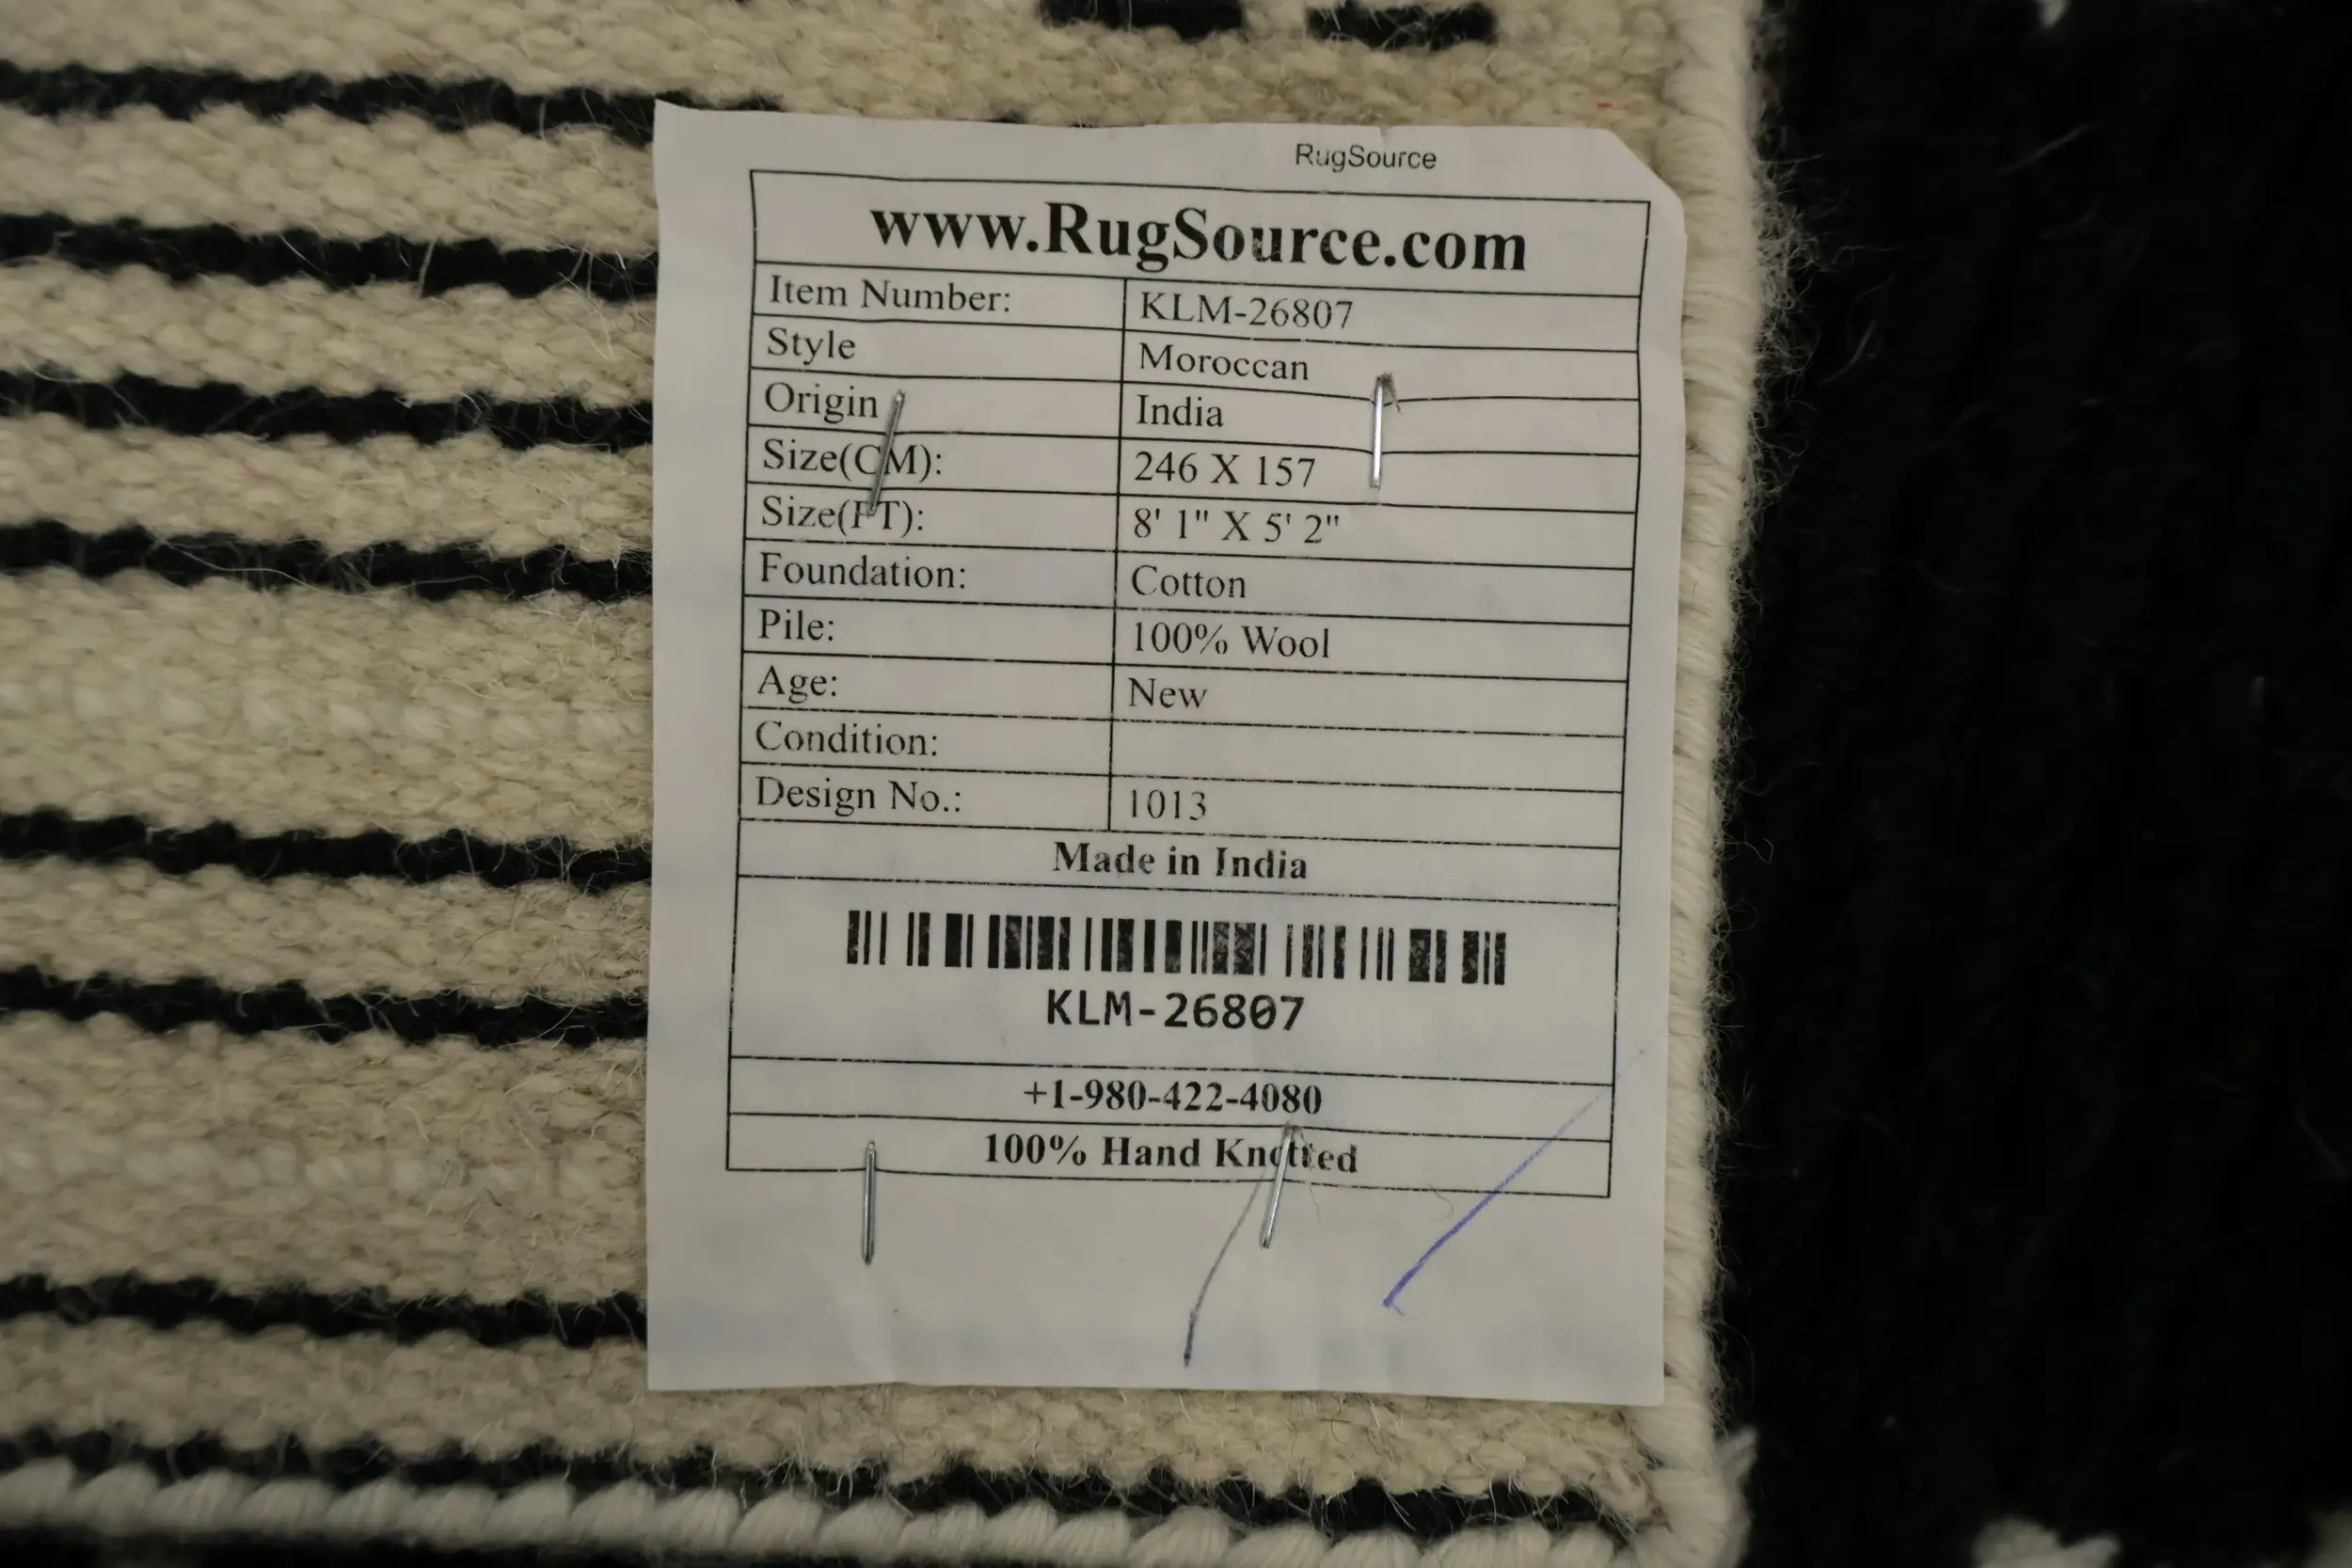 RugSource
www.RugSource.com
Item Number: KLM-26807
Style Moroccan
Origin India
Size(CM): 246 X 157
Size(FT): 8' 1" X 5' 2"
Foundation: Cotton
Pile: 100% Wool
Age: New
Condition:
Design No.: 1013
Made in India
KLM-26807
+1-980-422-4080
100% Hand Knotted